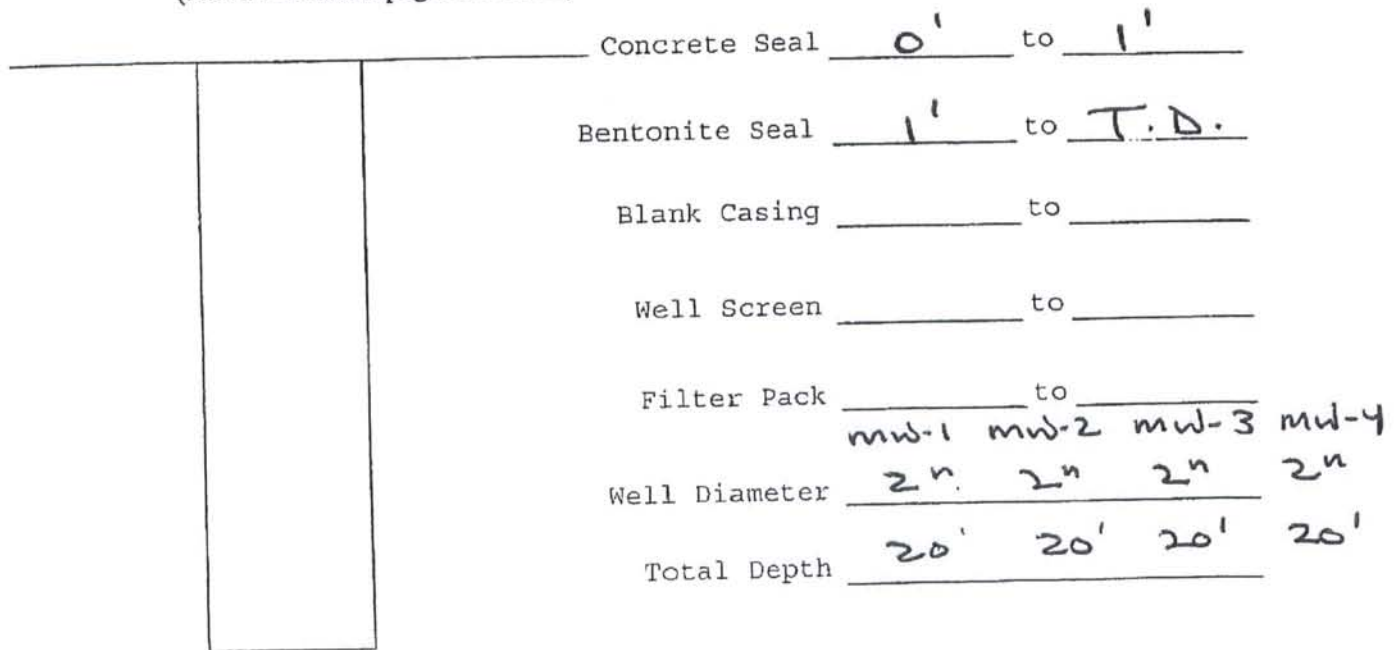 Concrete Seal 0' to 1'
Bentonite Seal 1' to T.D.
Blank Casing to
Well Screen to
Filter Pack to
mw-1 mw-2 mw-3 mw-4
Well Diameter 2" 2" 2" 2"
Total Depth 20' 20' 20' 20'